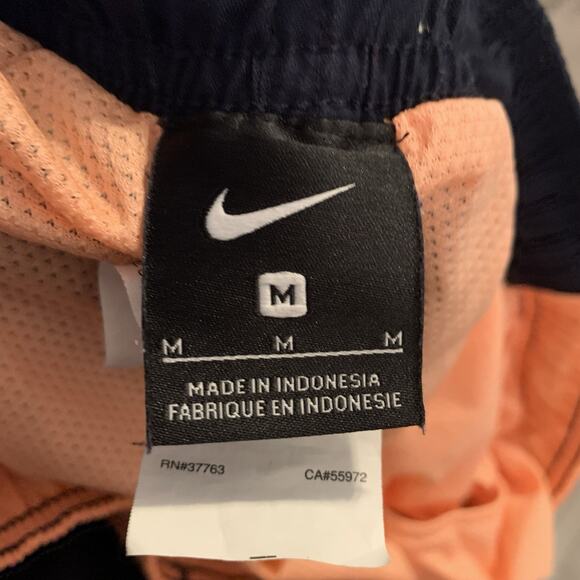 M
M M M
MADE IN INDONESIA
FABRIQUE EN INDONESIE
RN#37763 CA#55972